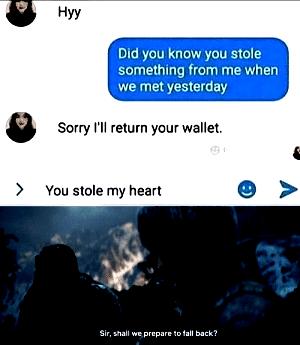 Hyy
Did you know you stole
something from me when
we met yesterday
Sorry I'll return your wallet.
You stole my heart
Sir, shall we prepare to fall back?